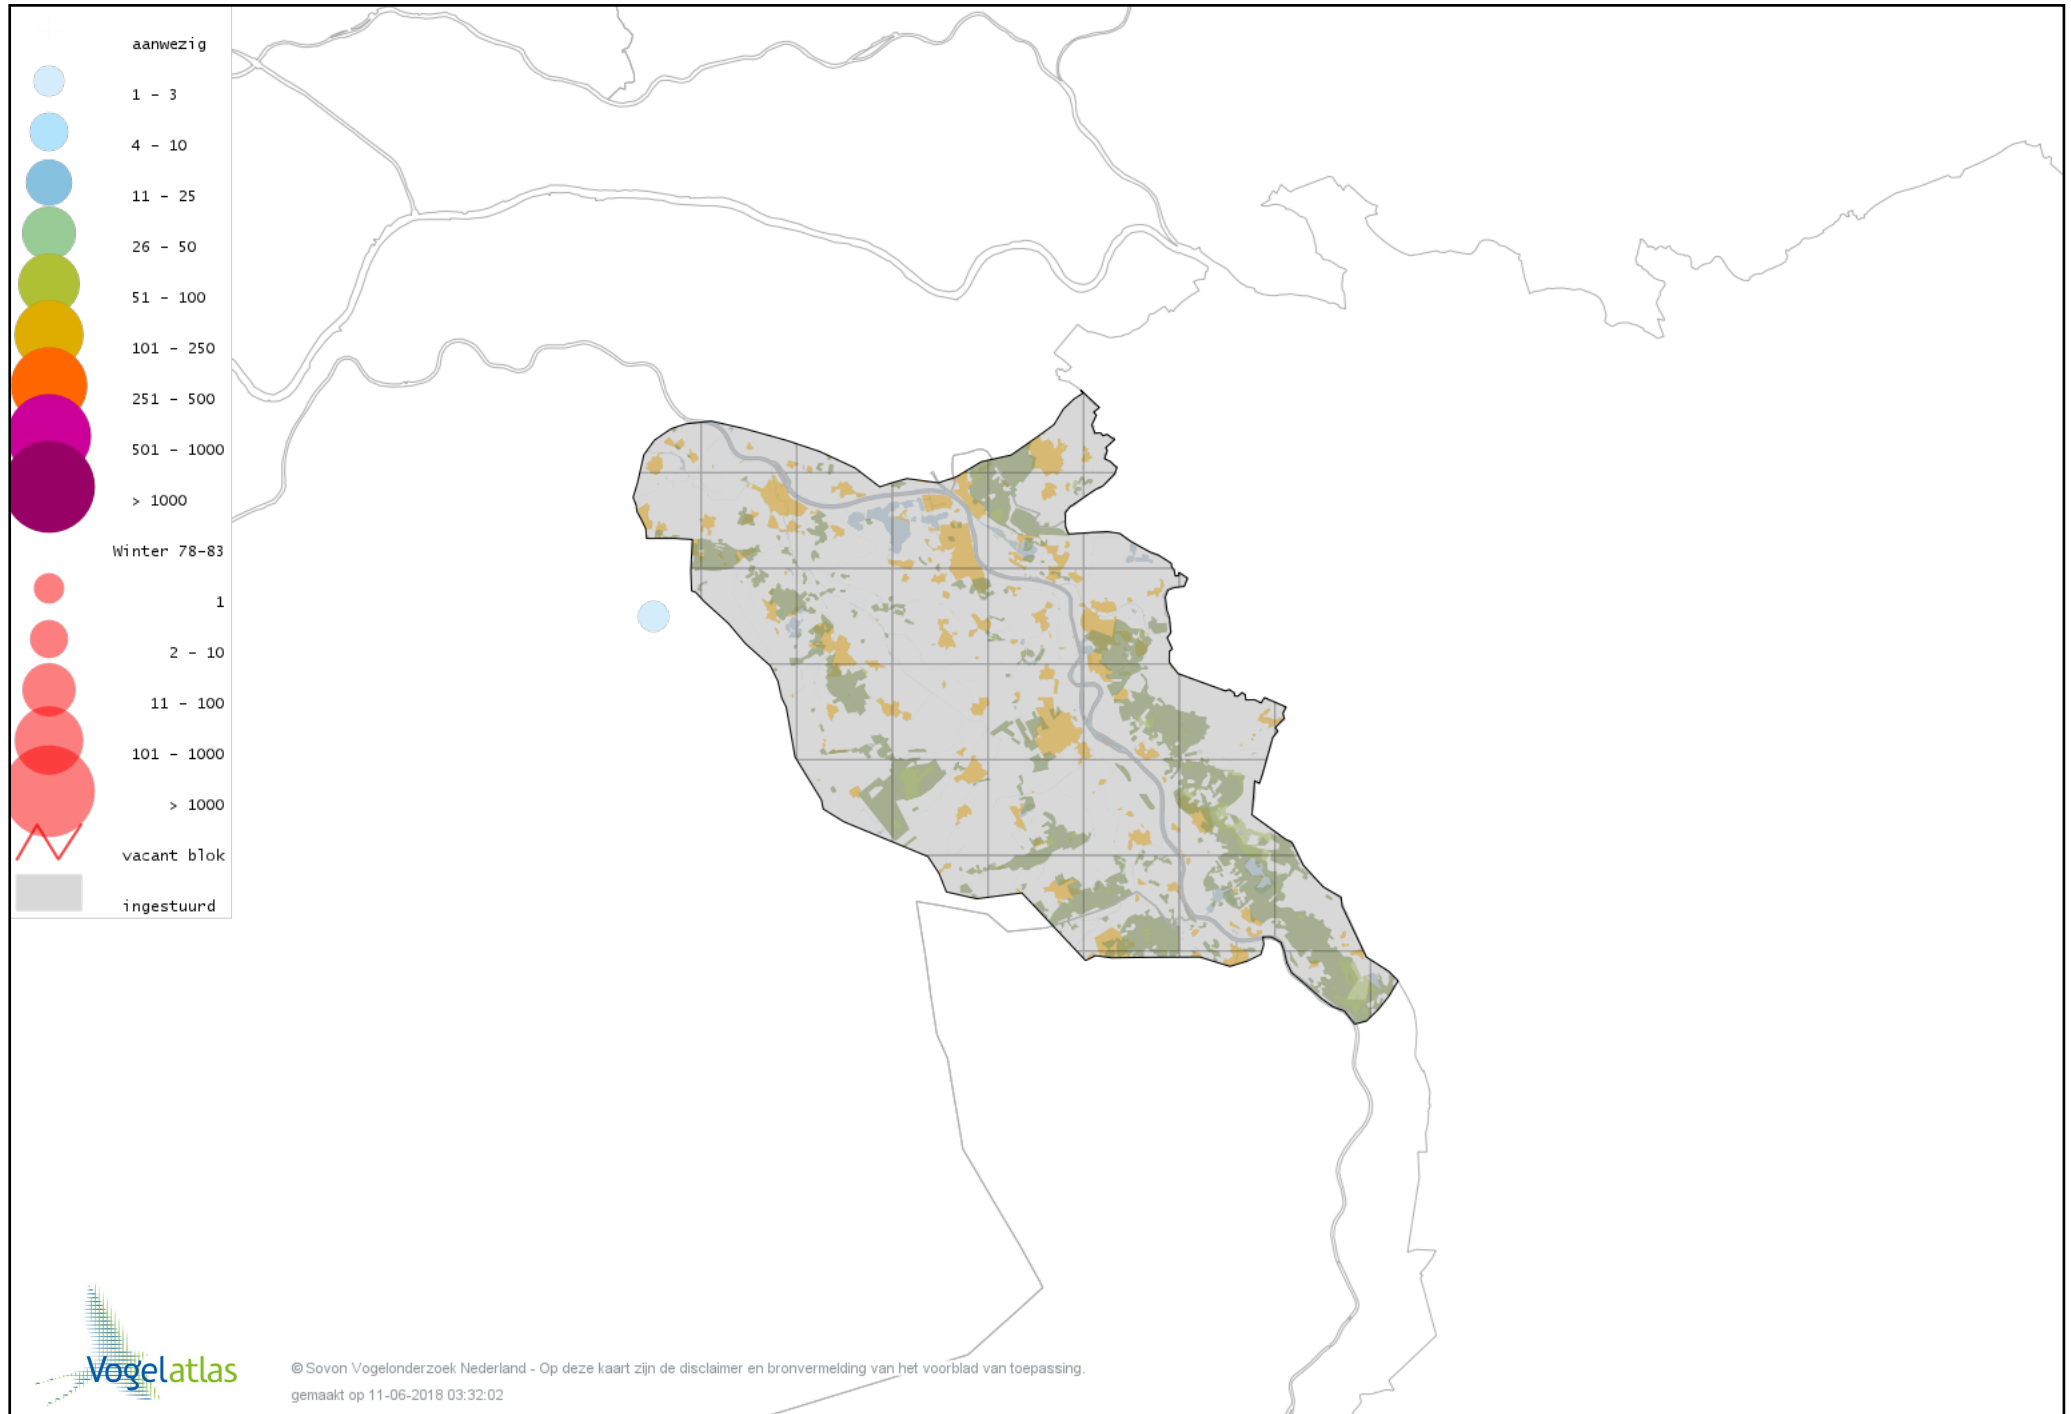 aanwezig
1 - 3
4 - 10
11 - 25
26 - 50
51 - 100
101 - 250
251 - 500
501 - 1000
> 1000
Winter 78-83
1
2 - 10
11 - 100
101 - 1000
> 1000
vacant blok
ingestuurd
Vogelatlas
© Sovon Vogelonderzoek Nederland - Op deze kaart zijn de disclaimer en bronvermelding van het voorblad van toepassing.
gemaakt op 11-06-2018 03:32:02